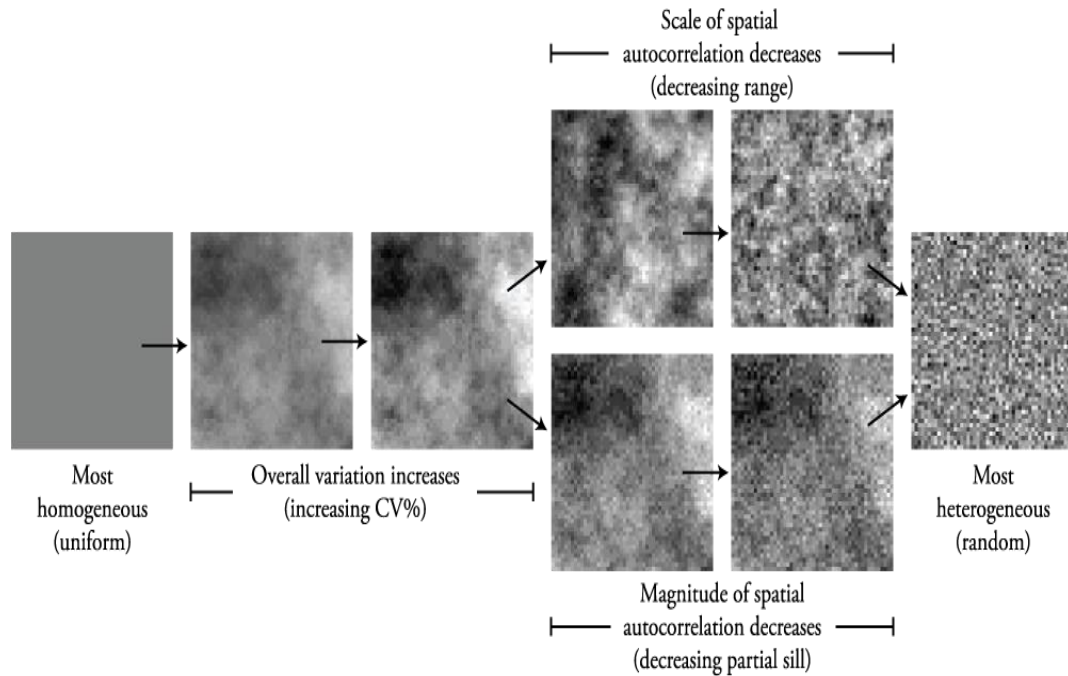 Scale of spatial
autocorrelation decreases
(decreasing range)
Most
homogeneous
(uniform)
Overall variation increases
(increasing CV%)
Most
heterogeneous
(random)
Magnitude of spatial
autocorrelation decreases
(decreasing partial sill)